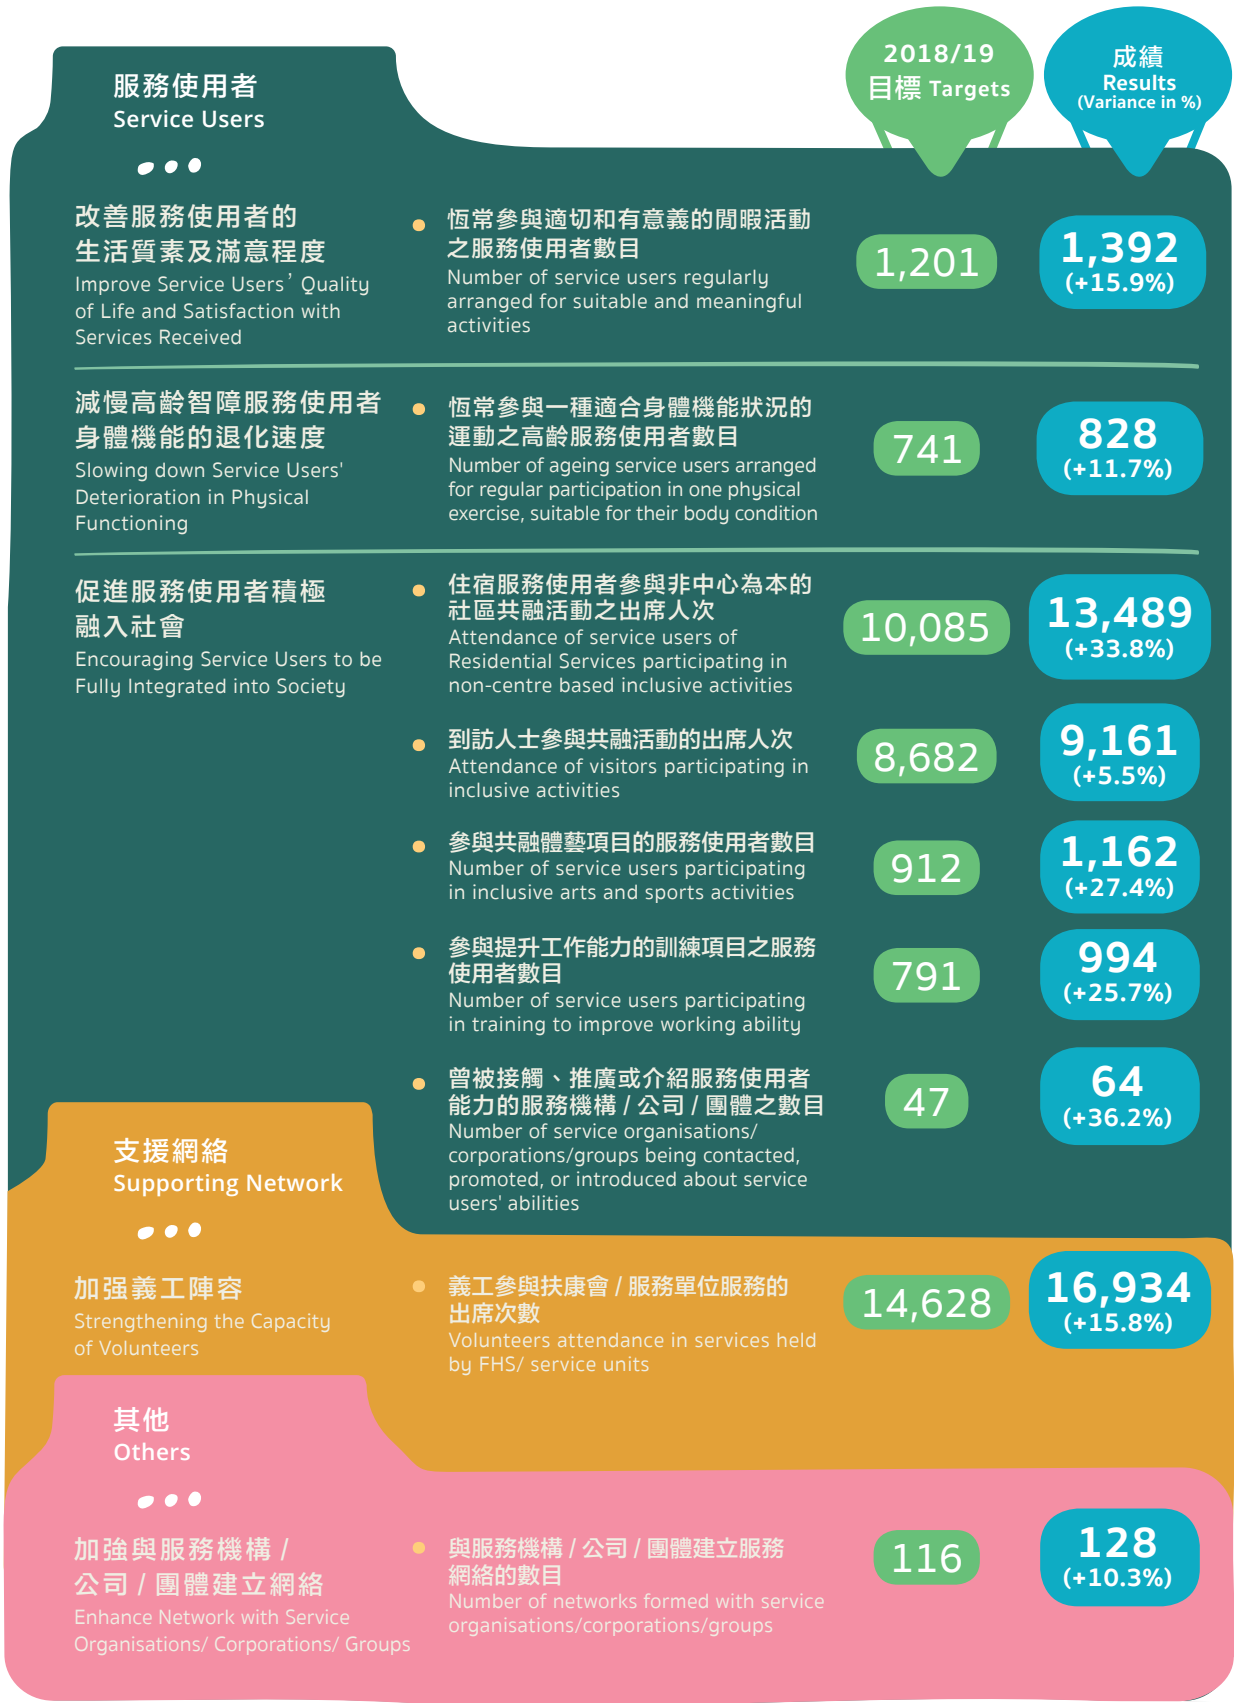 2018/19
目標 Targets
成績
Results
(Variance in %)
服務使用者
Service Users
改善服務使用者的
生活質素及滿意程度
Improve Service Users’ Quality
of Life and Satisfaction with
Services Received
恆常參與適切和有意義的閒暇活動
之服務使用者數目
Number of service users regularly
arranged for suitable and meaningful
activities
1,201
1,392
(+15.9%)
減慢高齡智障服務使用者
身體機能的退化速度
Slowing down Service Users'
Deterioration in Physical
Functioning
恆常參與一種適合身體機能狀況的
運動之高齡服務使用者數目
Number of ageing service users arranged
for regular participation in one physical
exercise, suitable for their body condition
741
828
(+11.7%)
促進服務使用者積極
融入社會
Encouraging Service Users to be
Fully Integrated into Society
住宿服務使用者參與非中心為本的
社區共融活動之出席人次
Attendance of service users of
Residential Services participating in
non-centre based inclusive activities
10,085
13,489
(+33.8%)
到訪人士參與共融活動的出席人次
Attendance of visitors participating in
inclusive activities
8,682
9,161
(+5.5%)
參與共融體藝項目的服務使用者數目
Number of service users participating
in inclusive arts and sports activities
912
1,162
(+27.4%)
參與提升工作能力的訓練項目之服務
使用者數目
Number of service users participating
in training to improve working ability
791
994
(+25.7%)
曾被接觸、推廣或介紹服務使用者
能力的服務機構 / 公司 / 團體之數目
Number of service organisations/
corporations/groups being contacted,
promoted, or introduced about service
users' abilities
47
64
(+36.2%)
支援網絡
Supporting Network
加强義工陣容
Strengthening the Capacity
of Volunteers
義工參與扶康會 / 服務單位服務的
出席次數
Volunteers attendance in services held
by FHS/ service units
14,628
16,934
(+15.8%)
其他
Others
加強與服務機構 /
公司 / 團體建立網絡
Enhance Network with Service
Organisations/ Corporations/ Groups
與服務機構 / 公司 / 團體建立服務
網絡的數目
Number of networks formed with service
organisations/corporations/groups
116
128
(+10.3%)